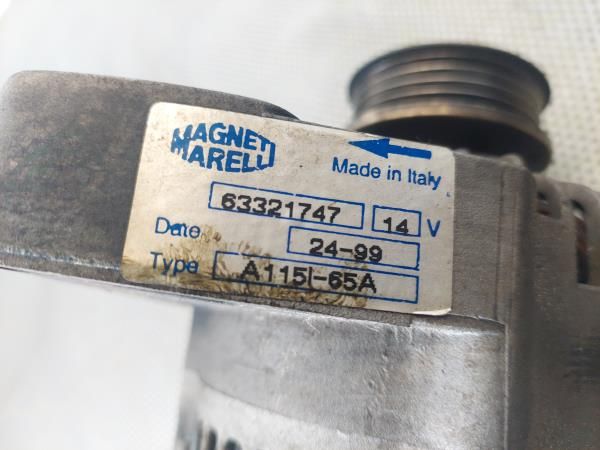 MAGNETI
MARELLI
Made in Italy
63321747 14 V
Date 24-99
Type A115I-65A